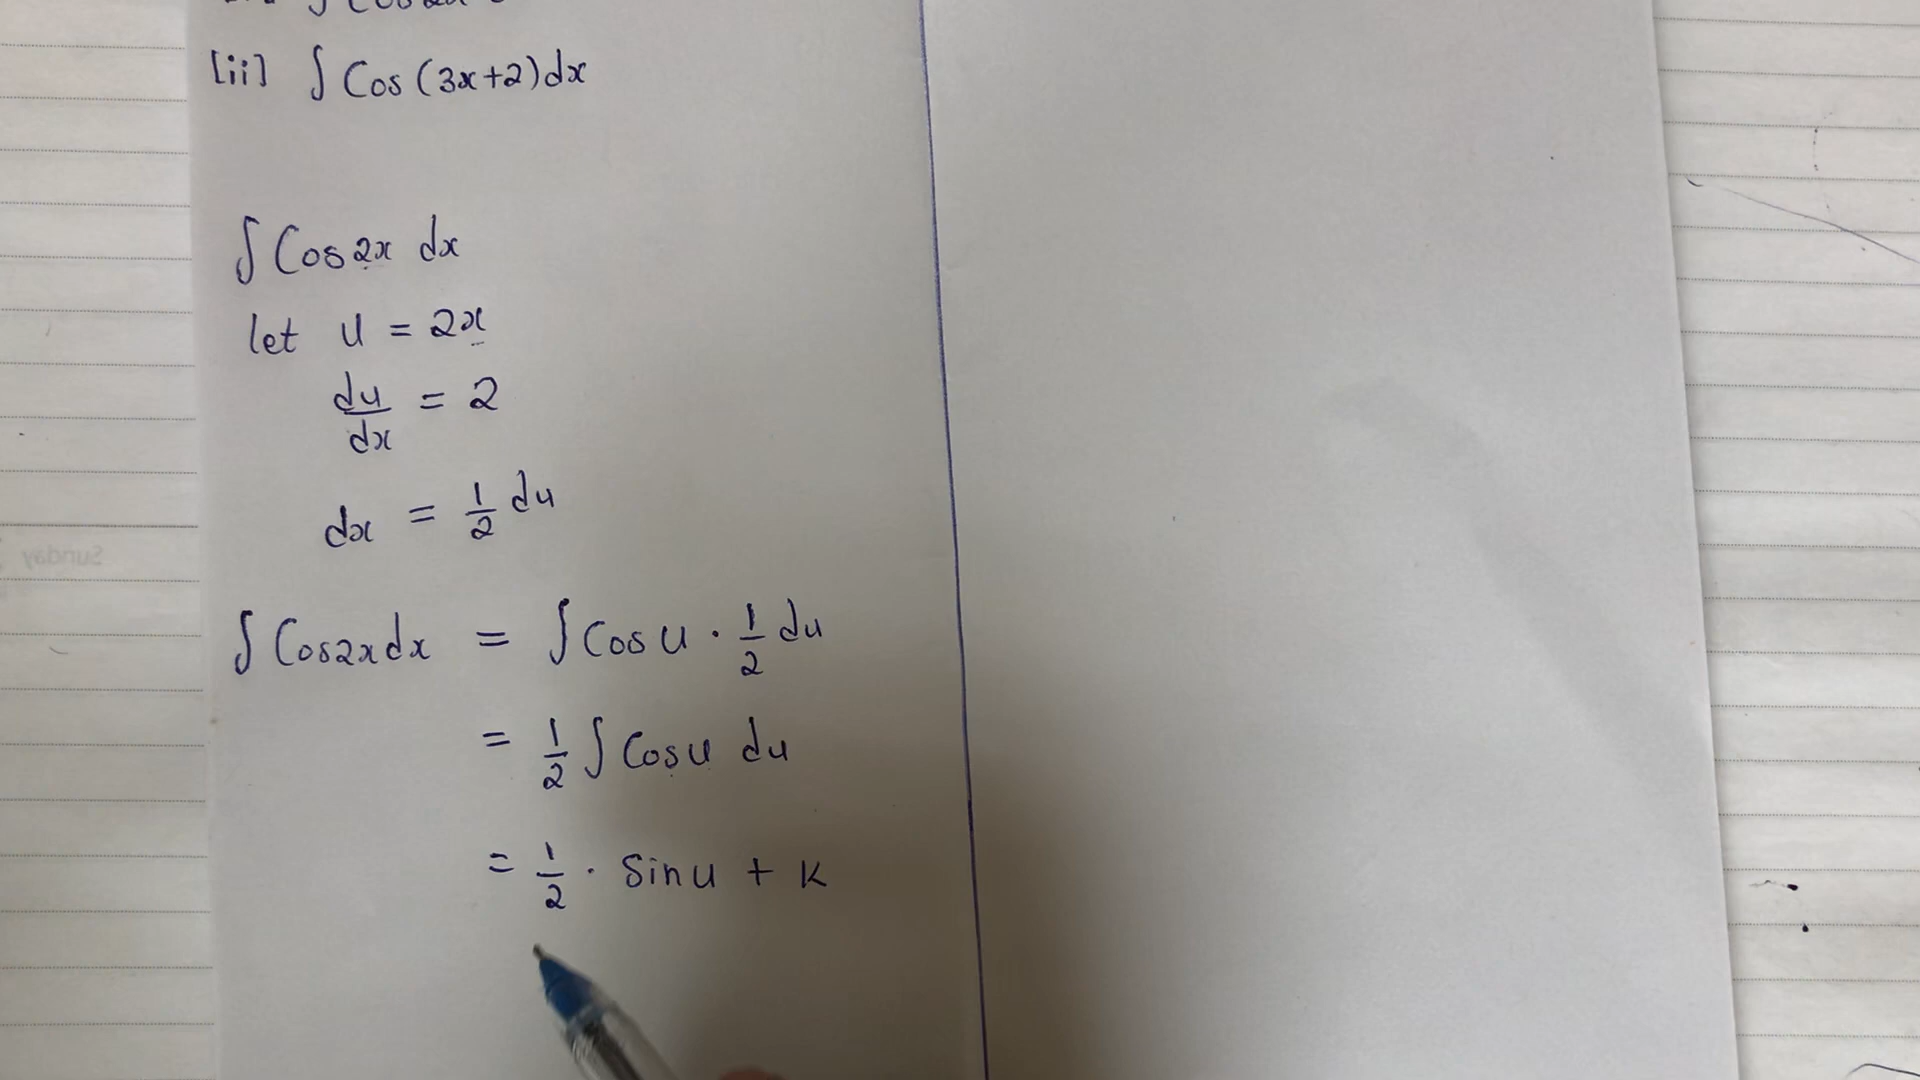 [ii] ∫ Cos (3x+2)dx
∫ Cos 2x dx
let u = 2x
du/dx = 2
dx = 1/2 du
∫ Cos2xdx = ∫ Cos u · 1/2 du
= 1/2 ∫ Cosu du
= 1/2 · Sinu + K
Sunday